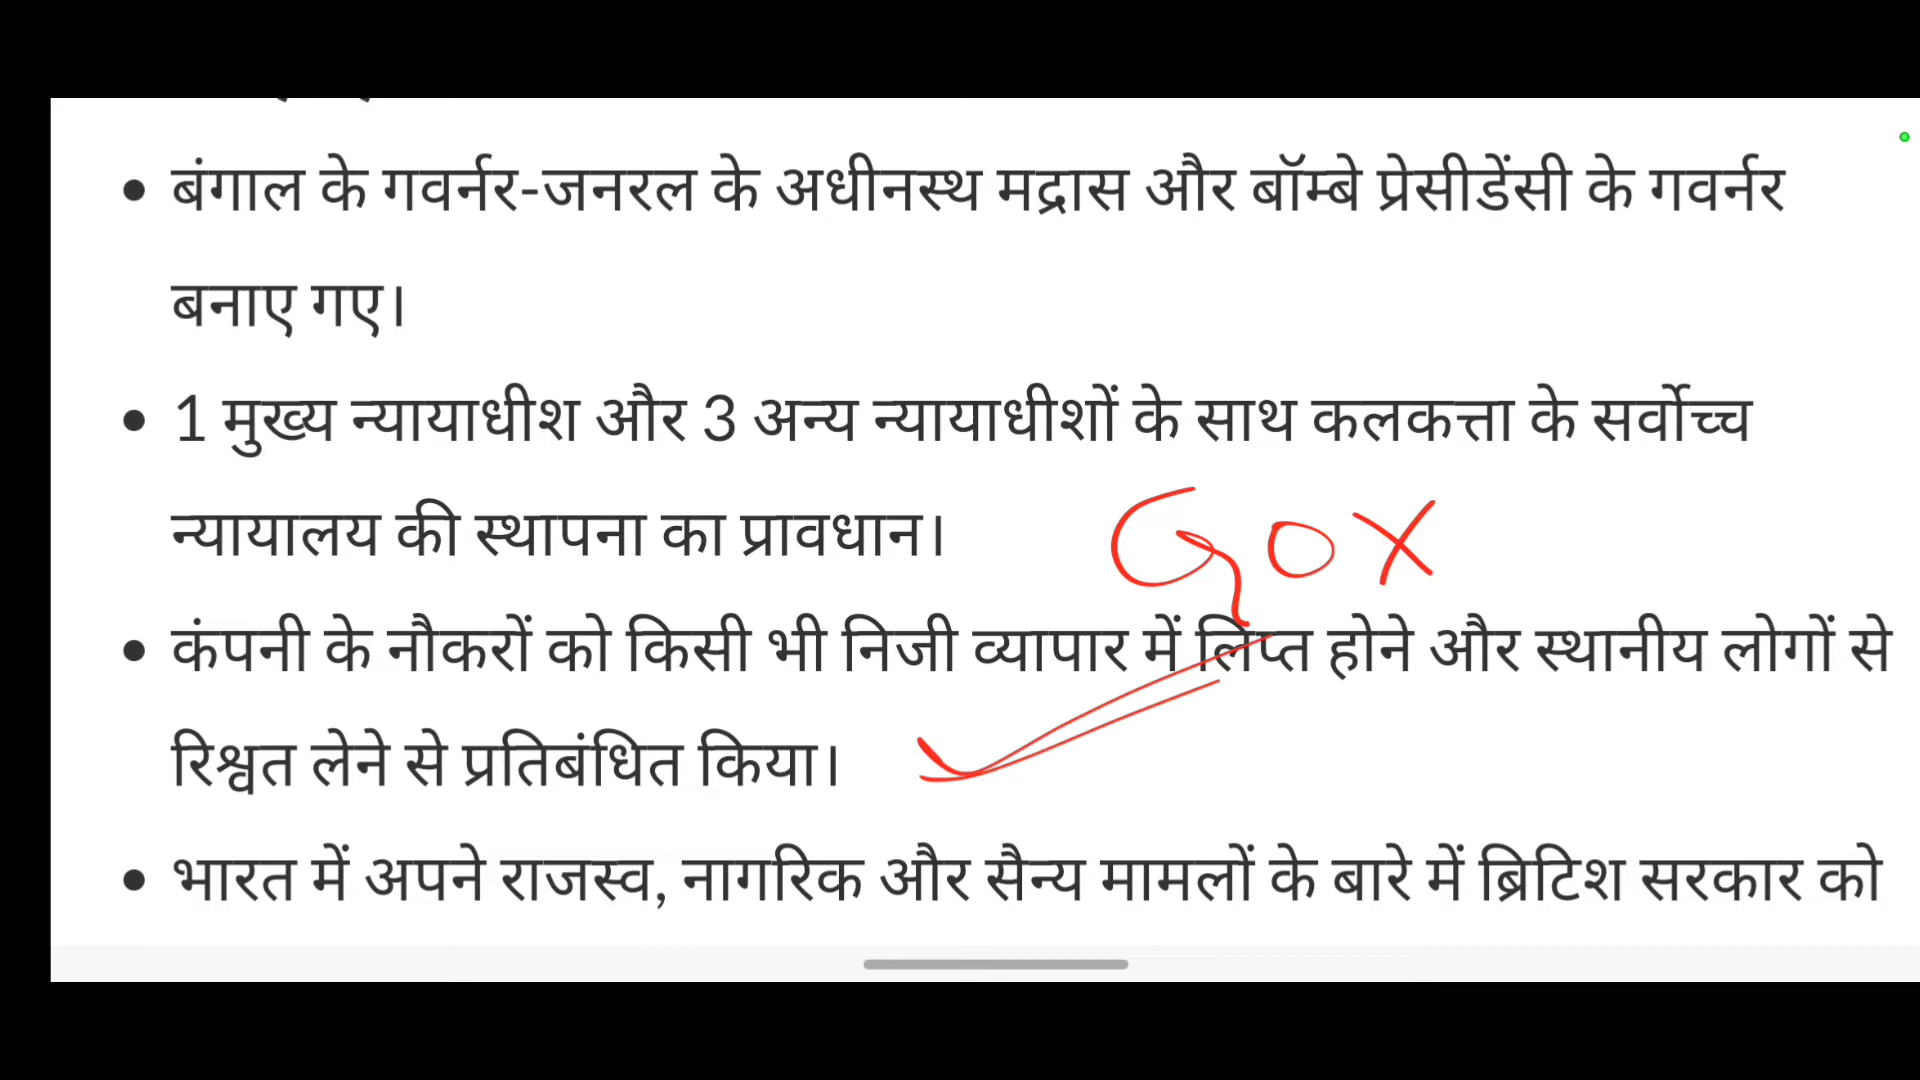 बंगाल के गवर्नर-जनरल के अधीनस्थ मद्रास और बॉम्बे प्रेसीडेंसी के गवर्नर
बनाए गए।
1 मुख्य न्यायाधीश और 3 अन्य न्यायाधीशों के साथ कलकत्ता के सर्वोच्च
न्यायालय की स्थापना का प्रावधान।
GOX
कंपनी के नौकरों को किसी भी निजी व्यापार में लिप्त होने और स्थानीय लोगों से
रिश्वत लेने से प्रतिबंधित किया।
भारत में अपने राजस्व, नागरिक और सैन्य मामलों के बारे में ब्रिटिश सरकार को